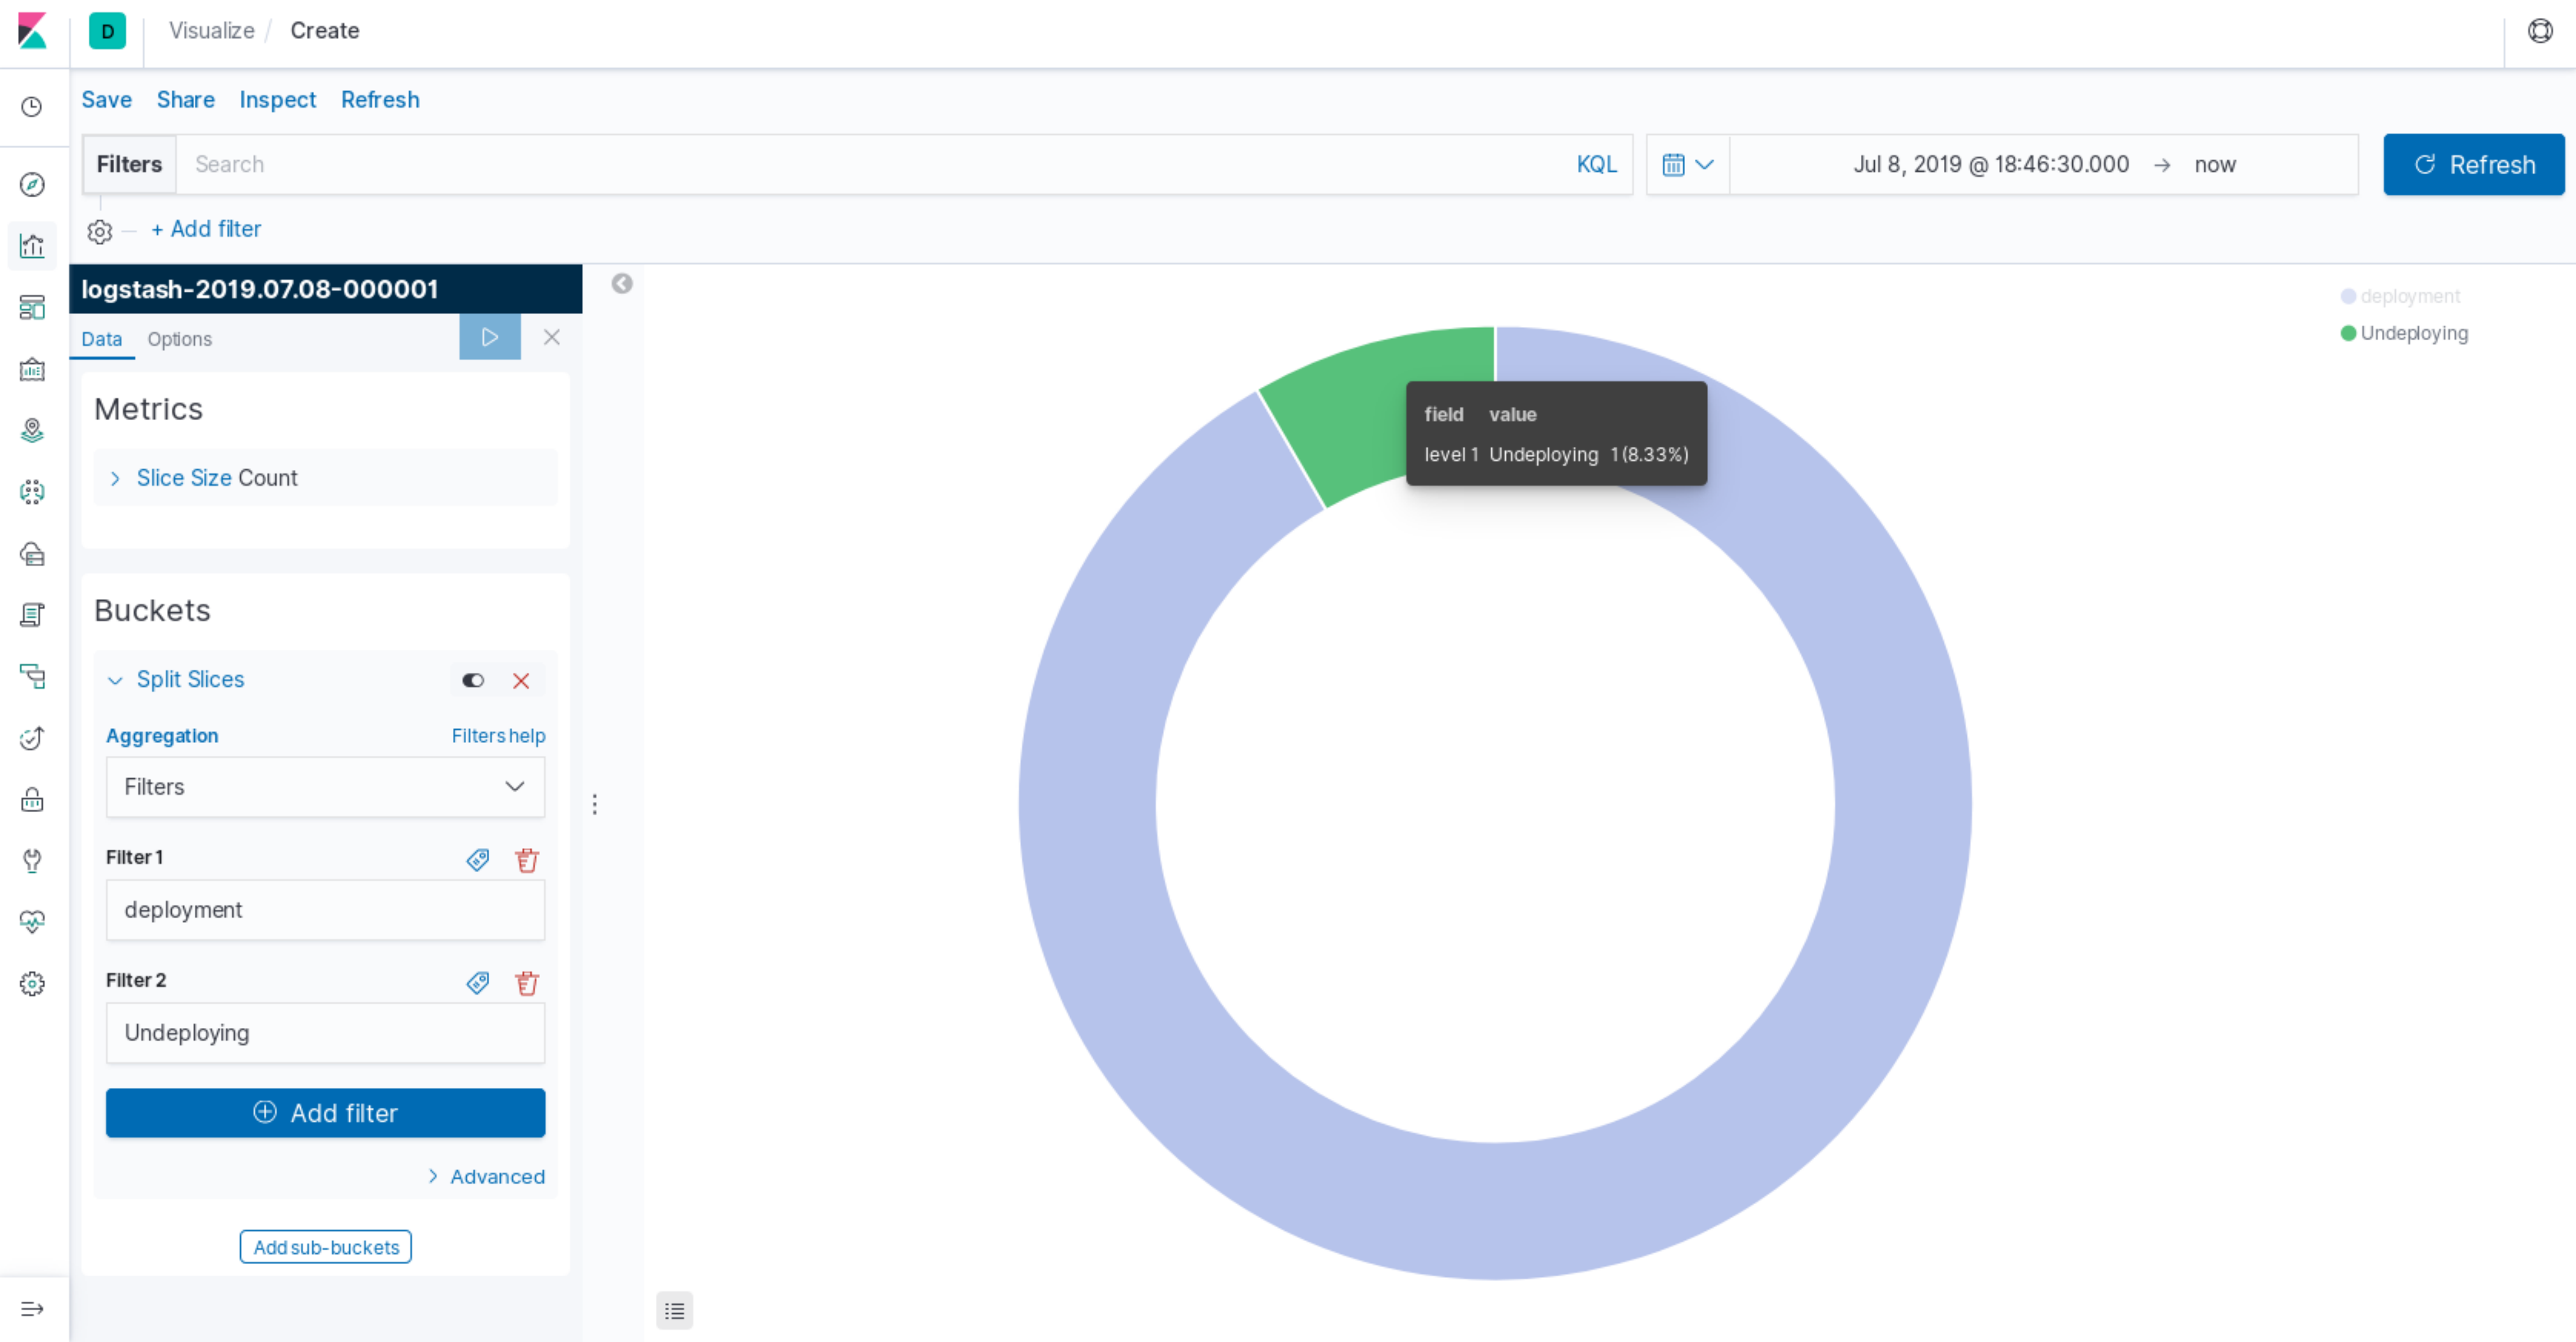 D Visualize / Create
Save Share Inspect Refresh
Filters Search KQL Jul 8, 2019 @ 18:46:30.000 → now Refresh
+ Add filter
logstash-2019.07.08-000001
Data Options
Metrics
Slice Size Count
Buckets
Split Slices
Aggregation Filters help
Filters
Filter 1
deployment
Filter 2
Undeploying
Add filter
Advanced
Add sub-buckets
deployment
Undeploying
field value
level 1 Undeploying 1 (8.33%)